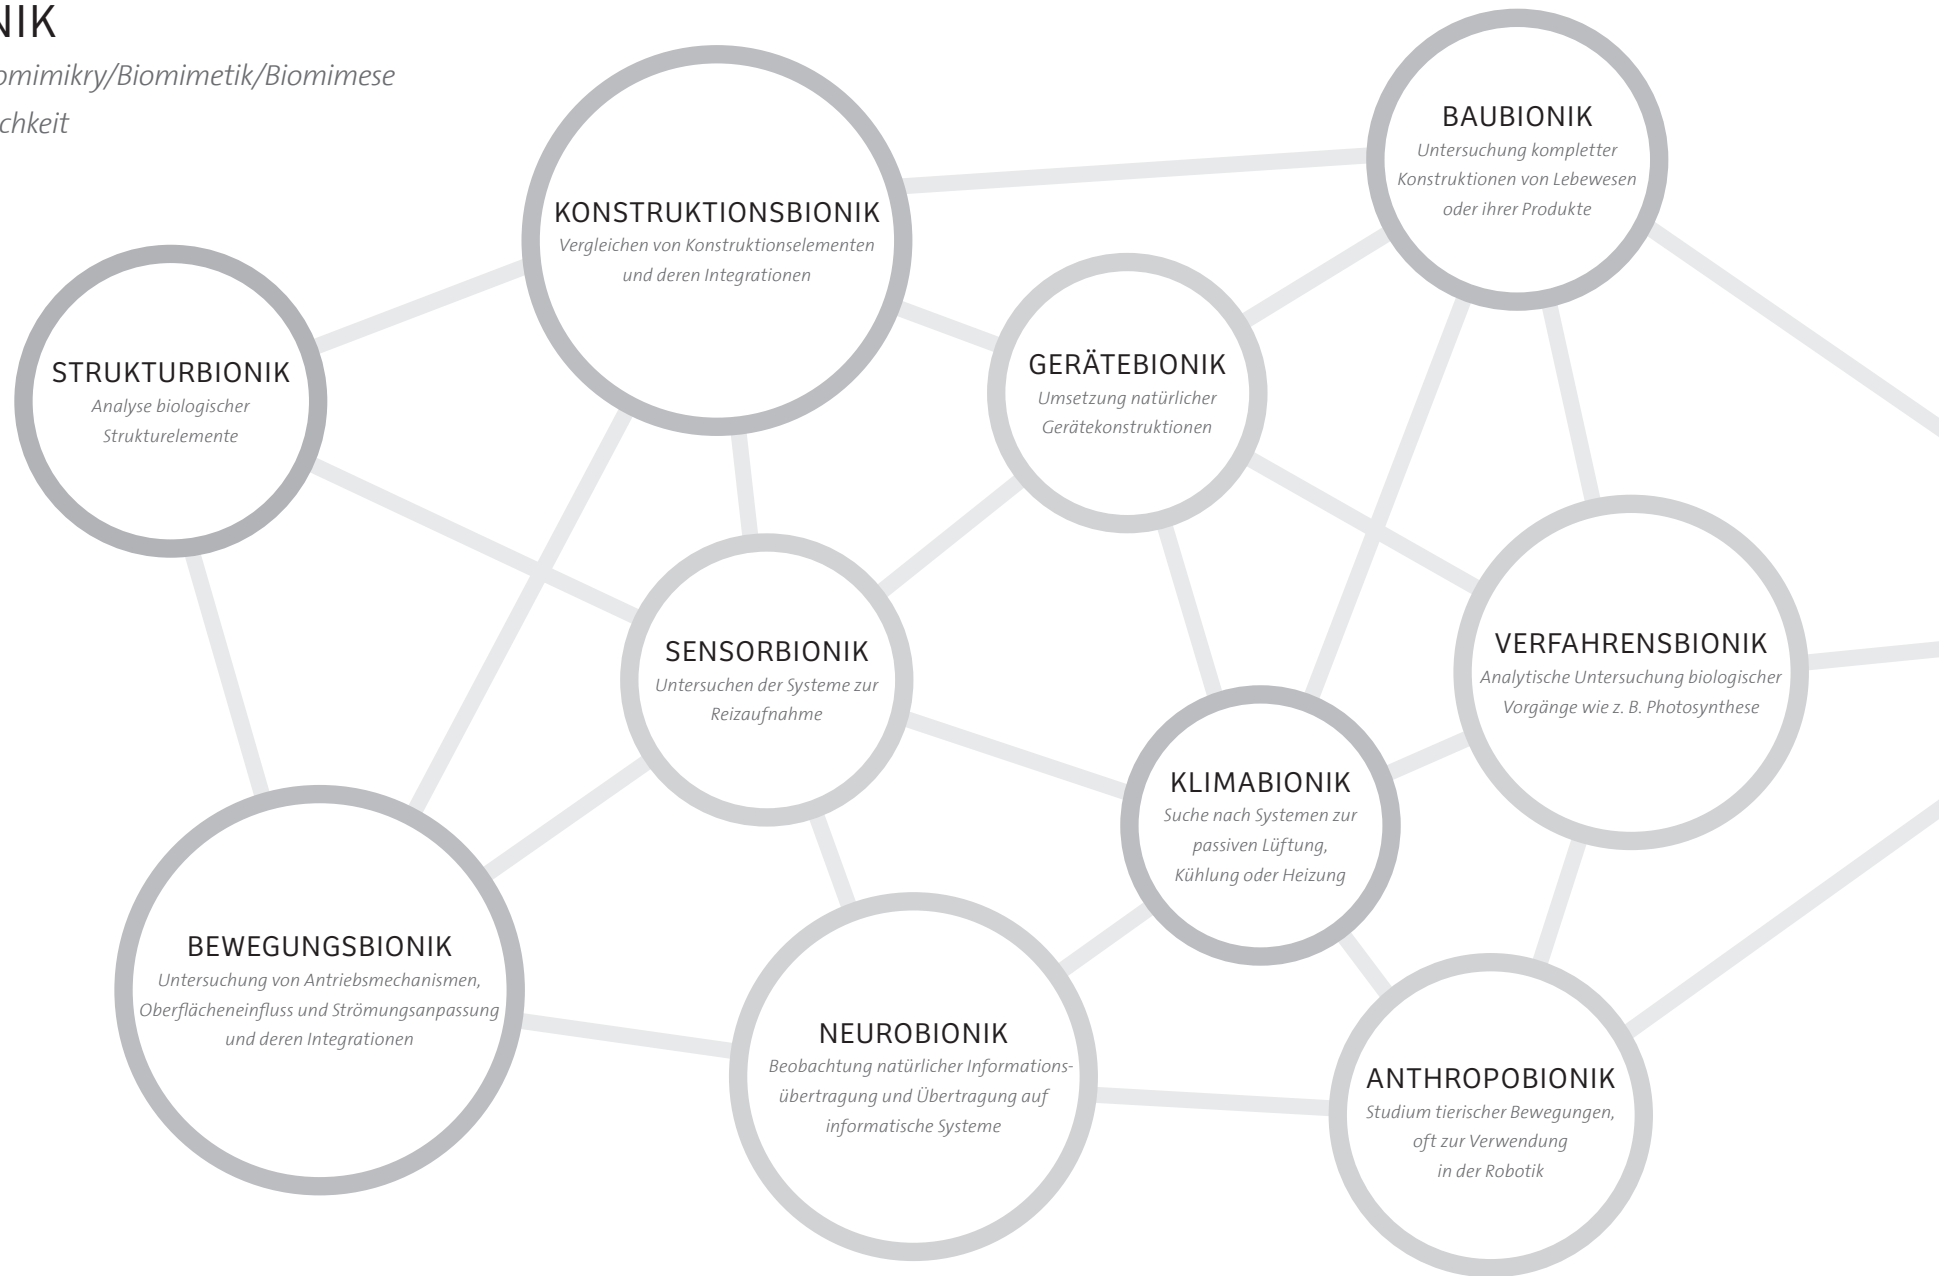 NIK
omimikry/Biomimetik/Biomimese
chkeit
BAUBIONIK
Untersuchung kompletter
Konstruktionen von Lebewesen
oder ihrer Produkte
KONSTRUKTIONSBIONIK
Vergleichen von Konstruktionselementen
und deren Integrationen
STRUKTURBIONIK
Analyse biologischer
Strukturelemente
GERÄTEBIONIK
Umsetzung natürlicher
Gerätekonstruktionen
SENSORBIONIK
Untersuchen der Systeme zur
Reizaufnahme
VERFAHRENSBIONIK
Analytische Untersuchung biologischer
Vorgänge wie z. B. Photosynthese
KLIMABIONIK
Suche nach Systemen zur
passiven Lüftung,
Kühlung oder Heizung
BEWEGUNGSBIONIK
Untersuchung von Antriebsmechanismen,
Oberflächeneinfluss und Strömungsanpassung
und deren Integrationen
NEUROBIONIK
Beobachtung natürlicher Informations-
übertragung und Übertragung auf
informatische Systeme
ANTHROPOBIONIK
Studium tierischer Bewegungen,
oft zur Verwendung
in der Robotik